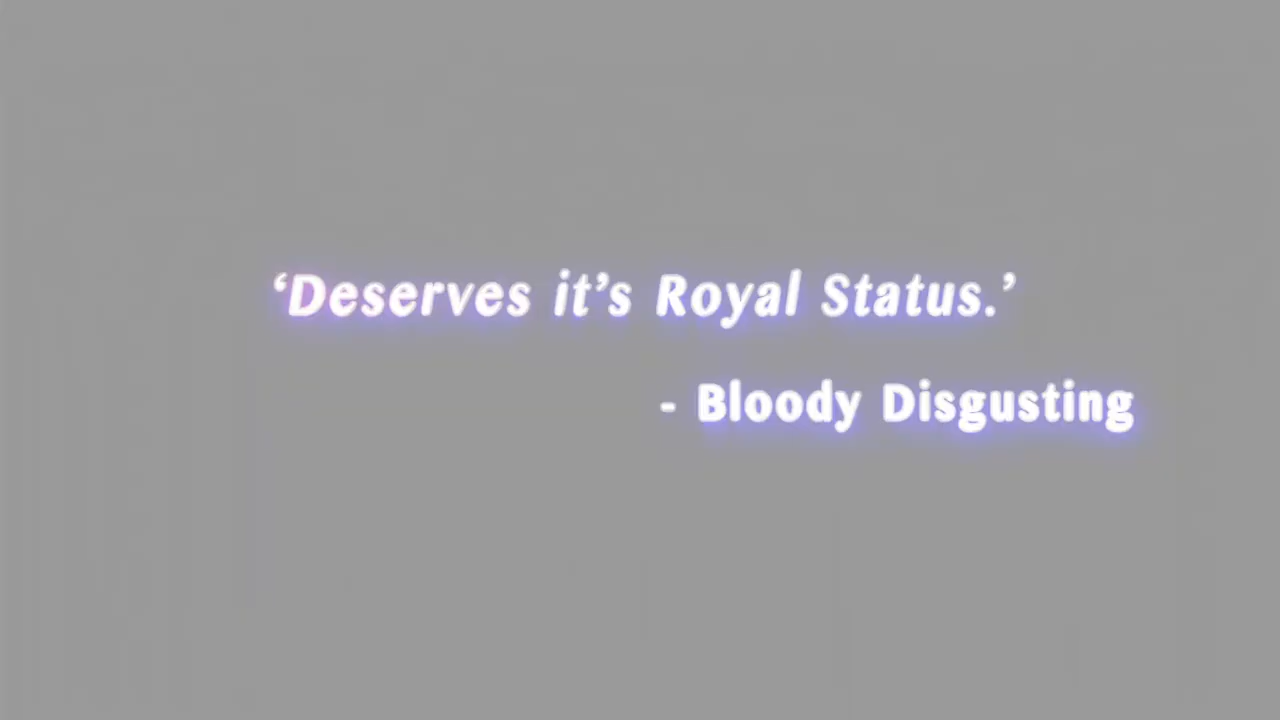 ‘Deserves it’s Royal Status.’
- Bloody Disgusting